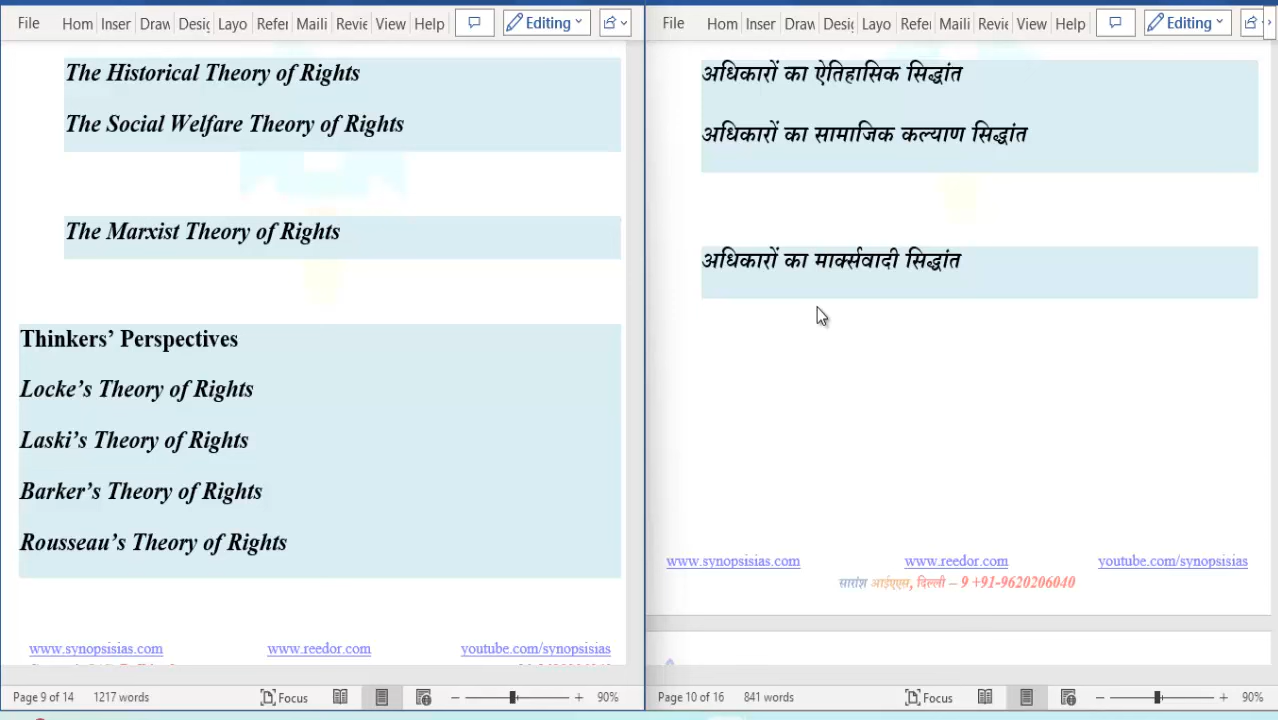 File Hom Inser Draw Desig Layo Refer Maili Revie View Help Editing
The Historical Theory of Rights
The Social Welfare Theory of Rights
The Marxist Theory of Rights
Thinkers’ Perspectives
Locke’s Theory of Rights
Laski’s Theory of Rights
Barker’s Theory of Rights
Rousseau’s Theory of Rights
www.synopsisias.com www.reedor.com youtube.com/synopsisias
Page 9 of 14 1217 words Focus 90%
File Hom Inser Draw Desig Layo Refer Maili Revie View Help Editing
अधिकारों का ऐतिहासिक सिद्धांत
अधिकारों का सामाजिक कल्याण सिद्धांत
अधिकारों का मार्क्सवादी सिद्धांत
www.synopsisias.com www.reedor.com youtube.com/synopsisias
सारांश आईएएस, दिल्ली – 9 +91-9620206040
Page 10 of 16 841 words Focus 90%